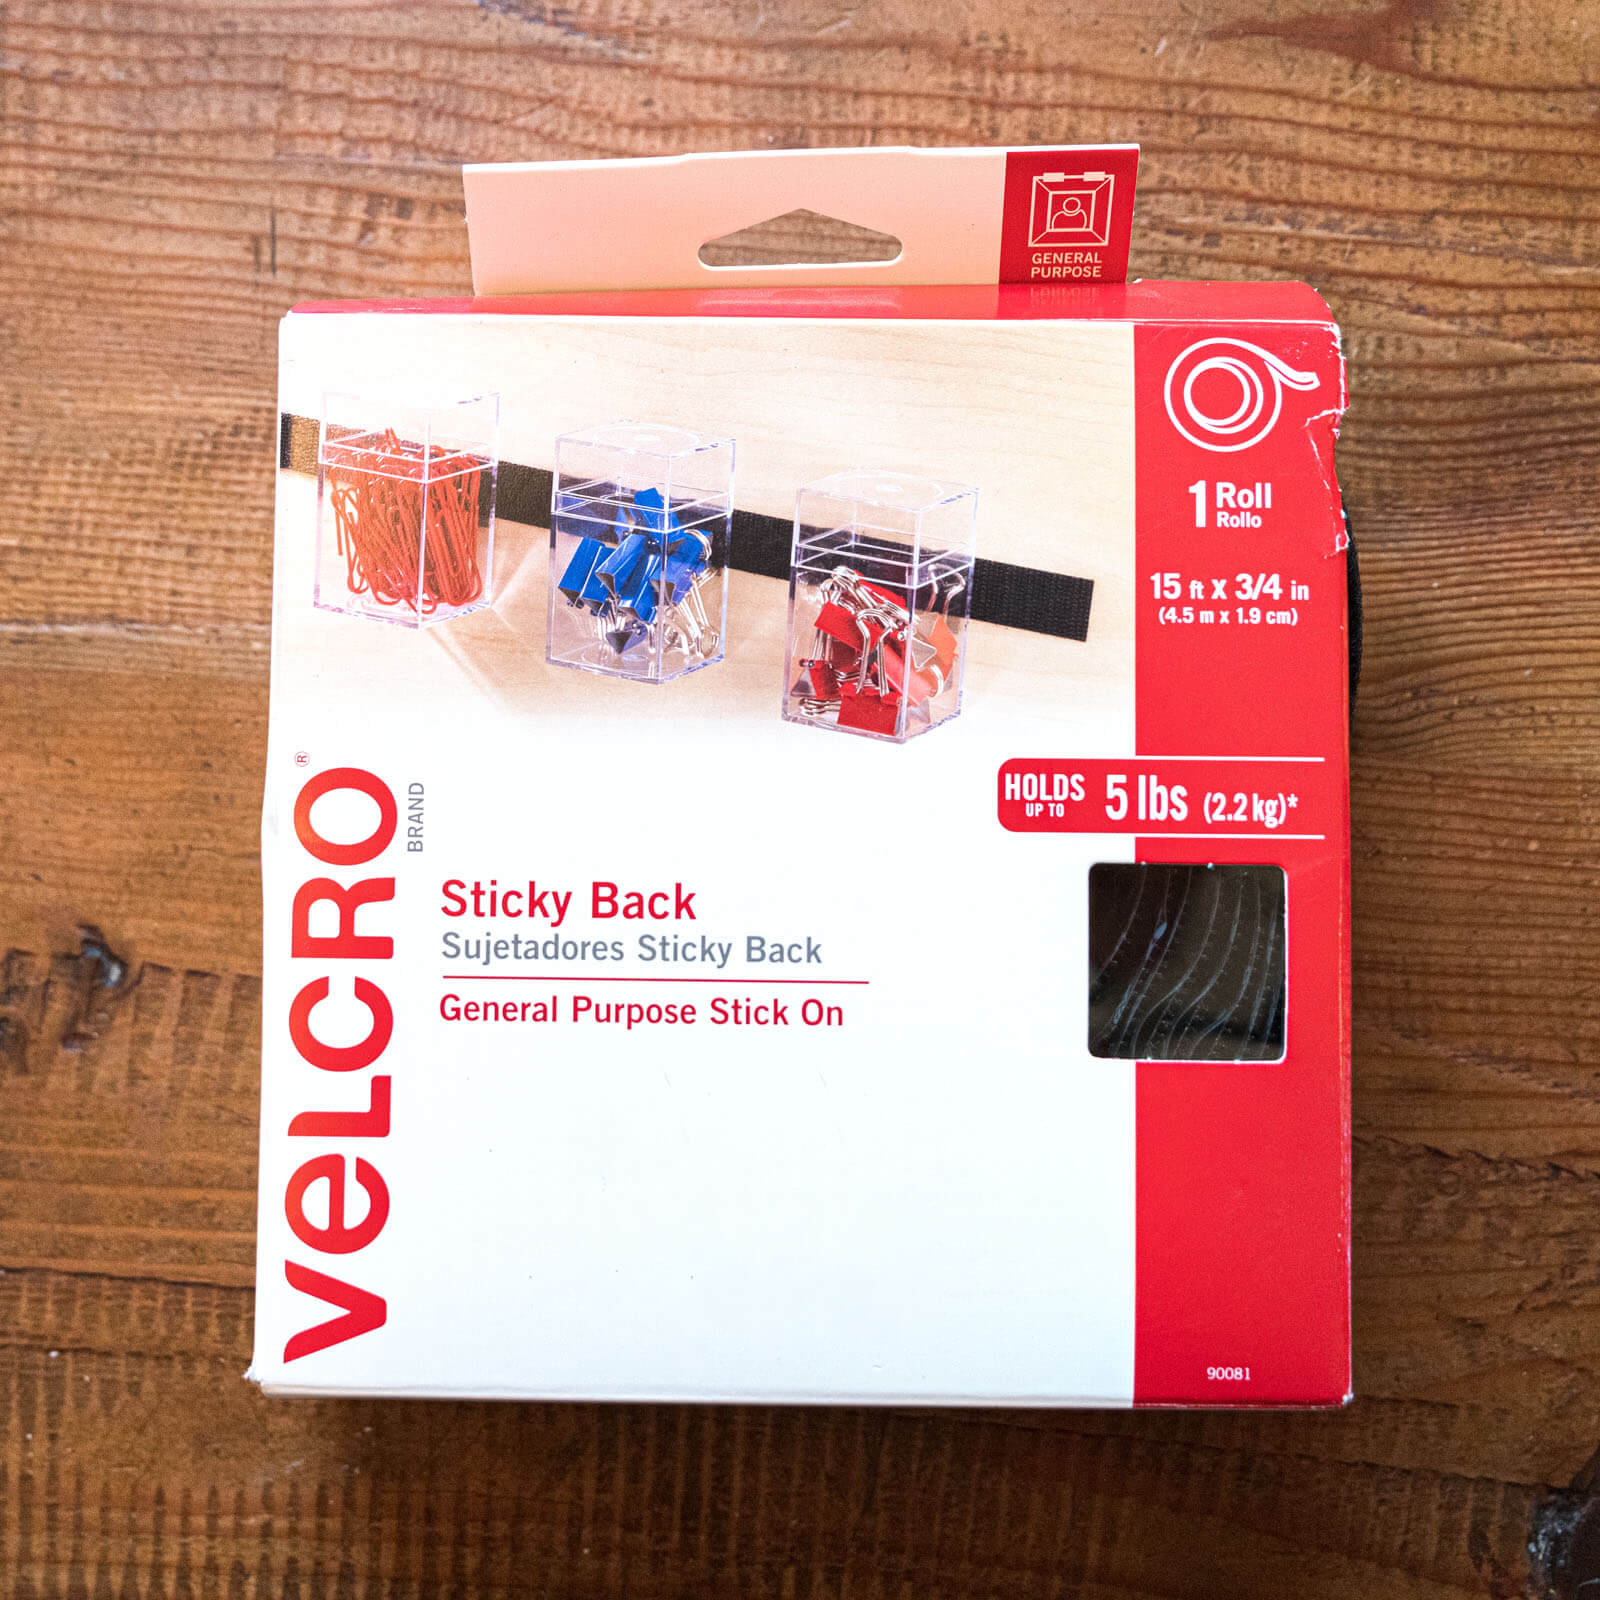 GENERAL
PURPOSE
1 Roll
Rollo
15 ft x 3/4 in
(4.5 m x 1.9 cm)
HOLDS
UP TO
5 lbs (2.2 kg)*
VELCRO®
BRAND
Sticky Back
Sujetadores Sticky Back
General Purpose Stick On
90081